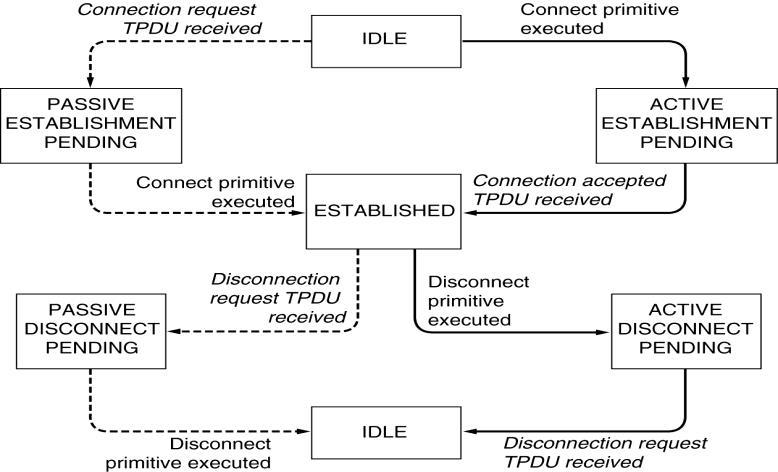 Connection request
TPDU received
IDLE
Connect primitive
executed
PASSIVE
ESTABLISHMENT
PENDING
ACTIVE
ESTABLISHMENT
PENDING
Connect primitive
executed
ESTABLISHED
Connection accepted
TPDU received
Disconnection
request TPDU
received
Disconnect
primitive
executed
PASSIVE
DISCONNECT
PENDING
ACTIVE
DISCONNECT
PENDING
Disconnect
primitive executed
IDLE
Disconnection request
TPDU received